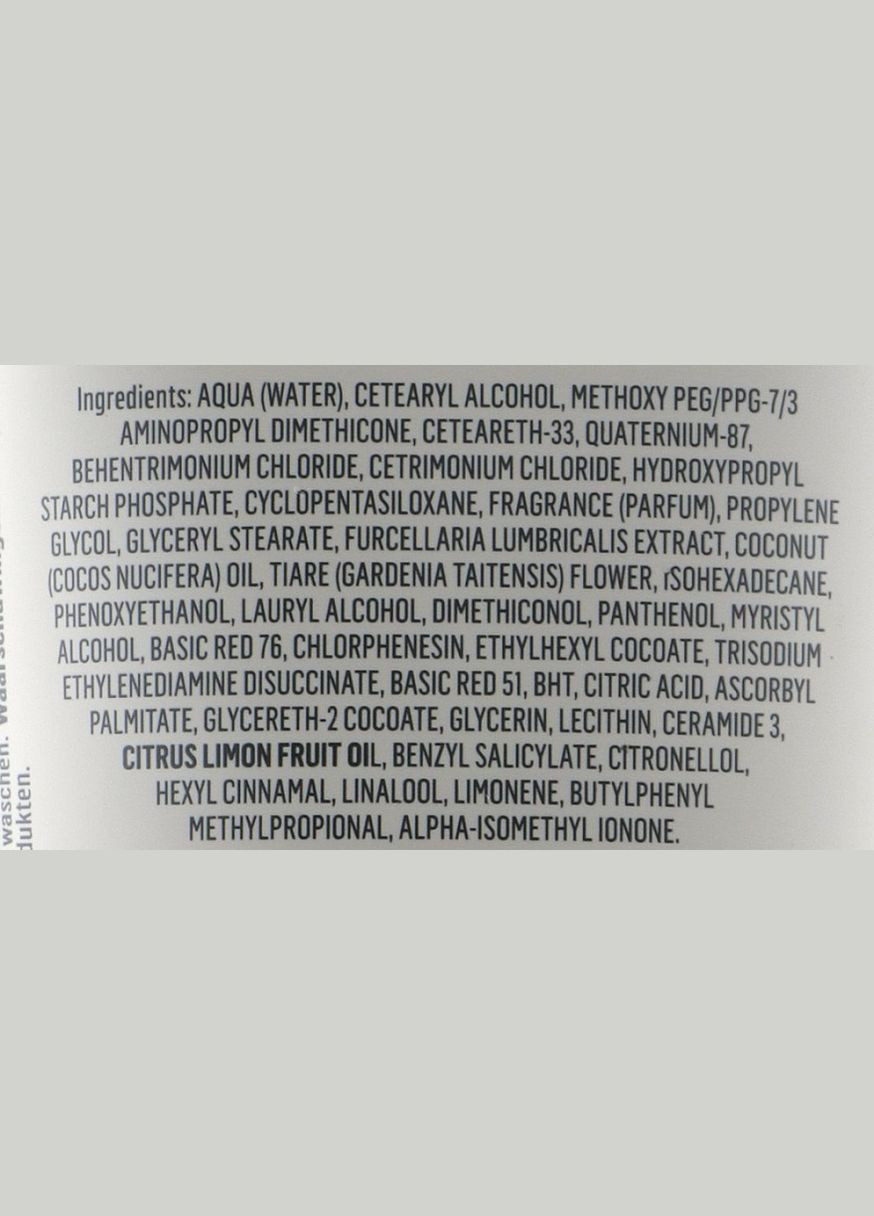 Ingredients: AQUA (WATER), CETEARYL ALCOHOL, METHOXY PEG/PPG-7/3
AMINOPROPYL DIMETHICONE, CETEARETH-33, QUATERNIUM-87,
BEHENTRIMONIUM CHLORIDE, CETRIMONIUM CHLORIDE, HYDROXYPROPYL
STARCH PHOSPHATE, CYCLOPENTASILOXANE, FRAGRANCE (PARFUM), PROPYLENE
GLYCOL, GLYCERYL STEARATE, FURCELLARIA LUMBRICALIS EXTRACT, COCONUT
(COCOS NUCIFERA) OIL, TIARE (GARDENIA TAITENSIS) FLOWER, rSOHEXADECANE,
PHENOXYETHANOL, LAURYL ALCOHOL, DIMETHICONOL, PANTHENOL, MYRISTYL
ALCOHOL, BASIC RED 76, CHLORPHENESIN, ETHYLHEXYL COCOATE, TRISODIUM
ETHYLENEDIAMINE DISUCCINATE, BASIC RED 51, BHT, CITRIC ACID, ASCORBYL
PALMITATE, GLYCERETH-2 COCOATE, GLYCERIN, LECITHIN, CERAMIDE 3,
CITRUS LIMON FRUIT OIL, BENZYL SALICYLATE, CITRONELLOL,
HEXYL CINNAMAL, LINALOOL, LIMONENE, BUTYLPHENYL
METHYLPROPIONAL, ALPHA-ISOMETHYL IONONE.
waschen.
dukten.